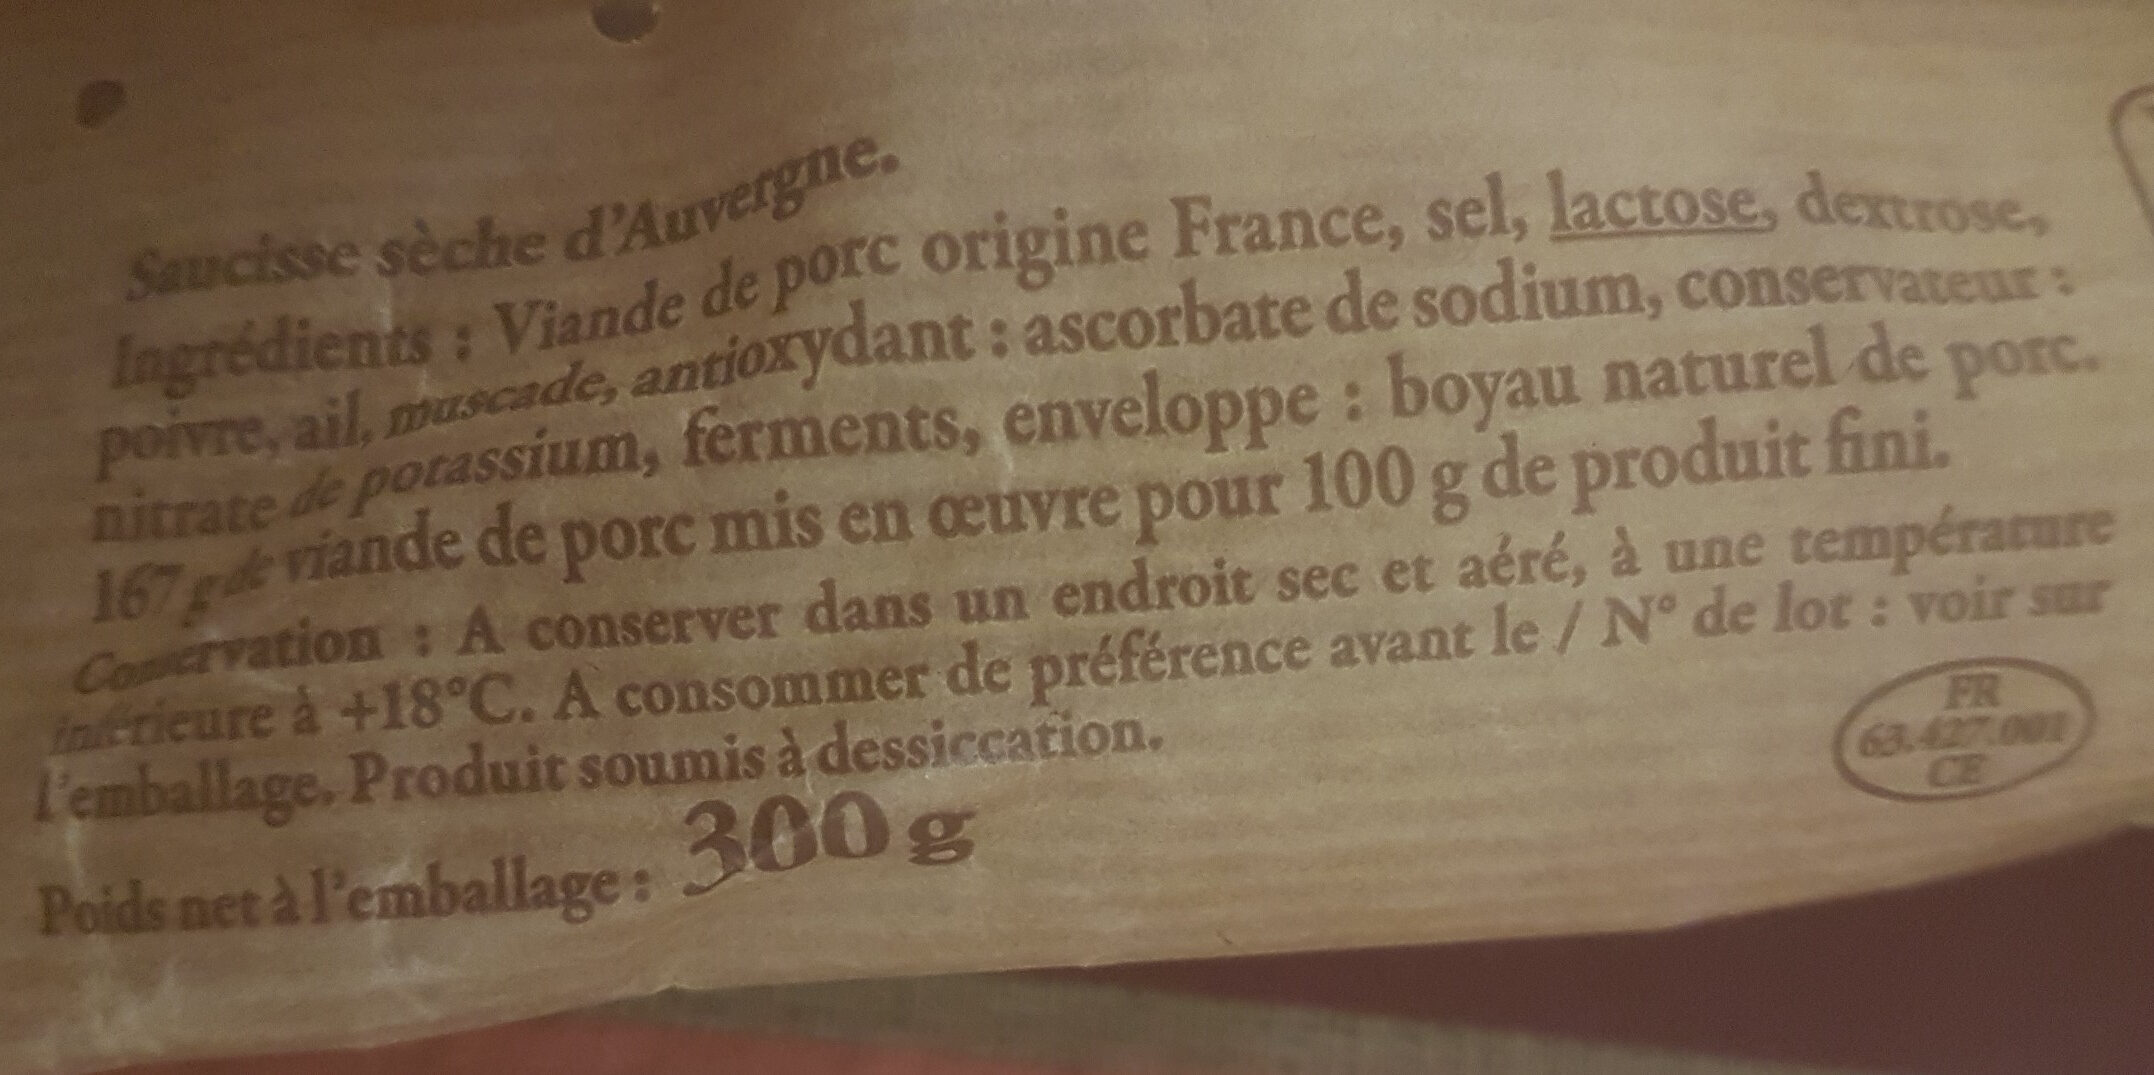 Saucisse sèche d'Auvergne.
Ingrédients : Viande de porc origine France, sel, lactose, dextrose,
poivre, ail, muscade, antioxydant : ascorbate de sodium, conservateur :
nitrate de potassium, ferments, enveloppe : boyau naturel de porc.
167 g de viande de porc mis en œuvre pour 100 g de produit fini.
Conservation : A conserver dans un endroit sec et aéré, à une température
inférieure à +18°C. A consommer de préférence avant le / N° de lot : voir sur
l'emballage. Produit soumis à dessiccation.
Poids net à l'emballage : 300 g
FR
63.427.001
CE